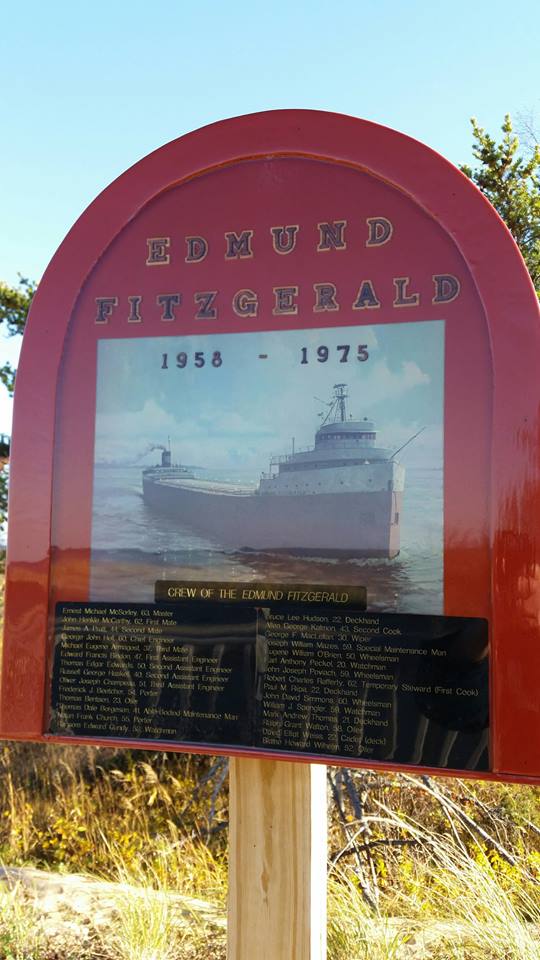 EDMUND
FITZGERALD
1958 - 1975
CREW OF THE EDMUND FITZGERALD
Ernest Michael McSorley, 63, Master
John Henkle McCarthy, 62, First Mate
James A. Pratt, 44, Second Mate
George John Holl, 60, Chief Engineer
Michael Eugene Armagost, 37, Third Mate
Edward Francis Bindon, 47, First Assistant Engineer
Thomas Edgar Edwards, 50, Second Assistant Engineer
Russell George Haskell, 40, Second Assistant Engineer
Oliver Joseph Champeau, 51, Third Assistant Engineer
Frederick J. Beetcher, 54, Porter
Thomas Bentsen, 23, Oiler
Thomas Dale Borgeson, 41, Able-Bodied Maintenance Man
Nolan Frank Church, 55, Porter
Ransom Edward Cundy, 53, Watchman
Bruce Lee Hudson, 22, Deckhand
Allen George Kalmon, 43, Second Cook
George F. MacLellan, 30, Wiper
Joseph William Mazes, 59, Special Maintenance Man
Eugene William O'Brien, 50, Wheelsman
Karl Anthony Peckol, 20, Watchman
John Joseph Poviach, 59, Wheelsman
Robert Charles Rafferty, 62, Temporary Steward (First Cook)
Paul M. Riipa, 22, Deckhand
John David Simmons, 60, Wheelsman
William J. Spengler, 59, Watchman
Mark Andrew Thomas, 21, Deckhand
Ralph Grant Walton, 58, Oiler
David Elliot Weiss, 22, Cadet (deck)
Blaine Howard Wilhelm, 52, Oiler